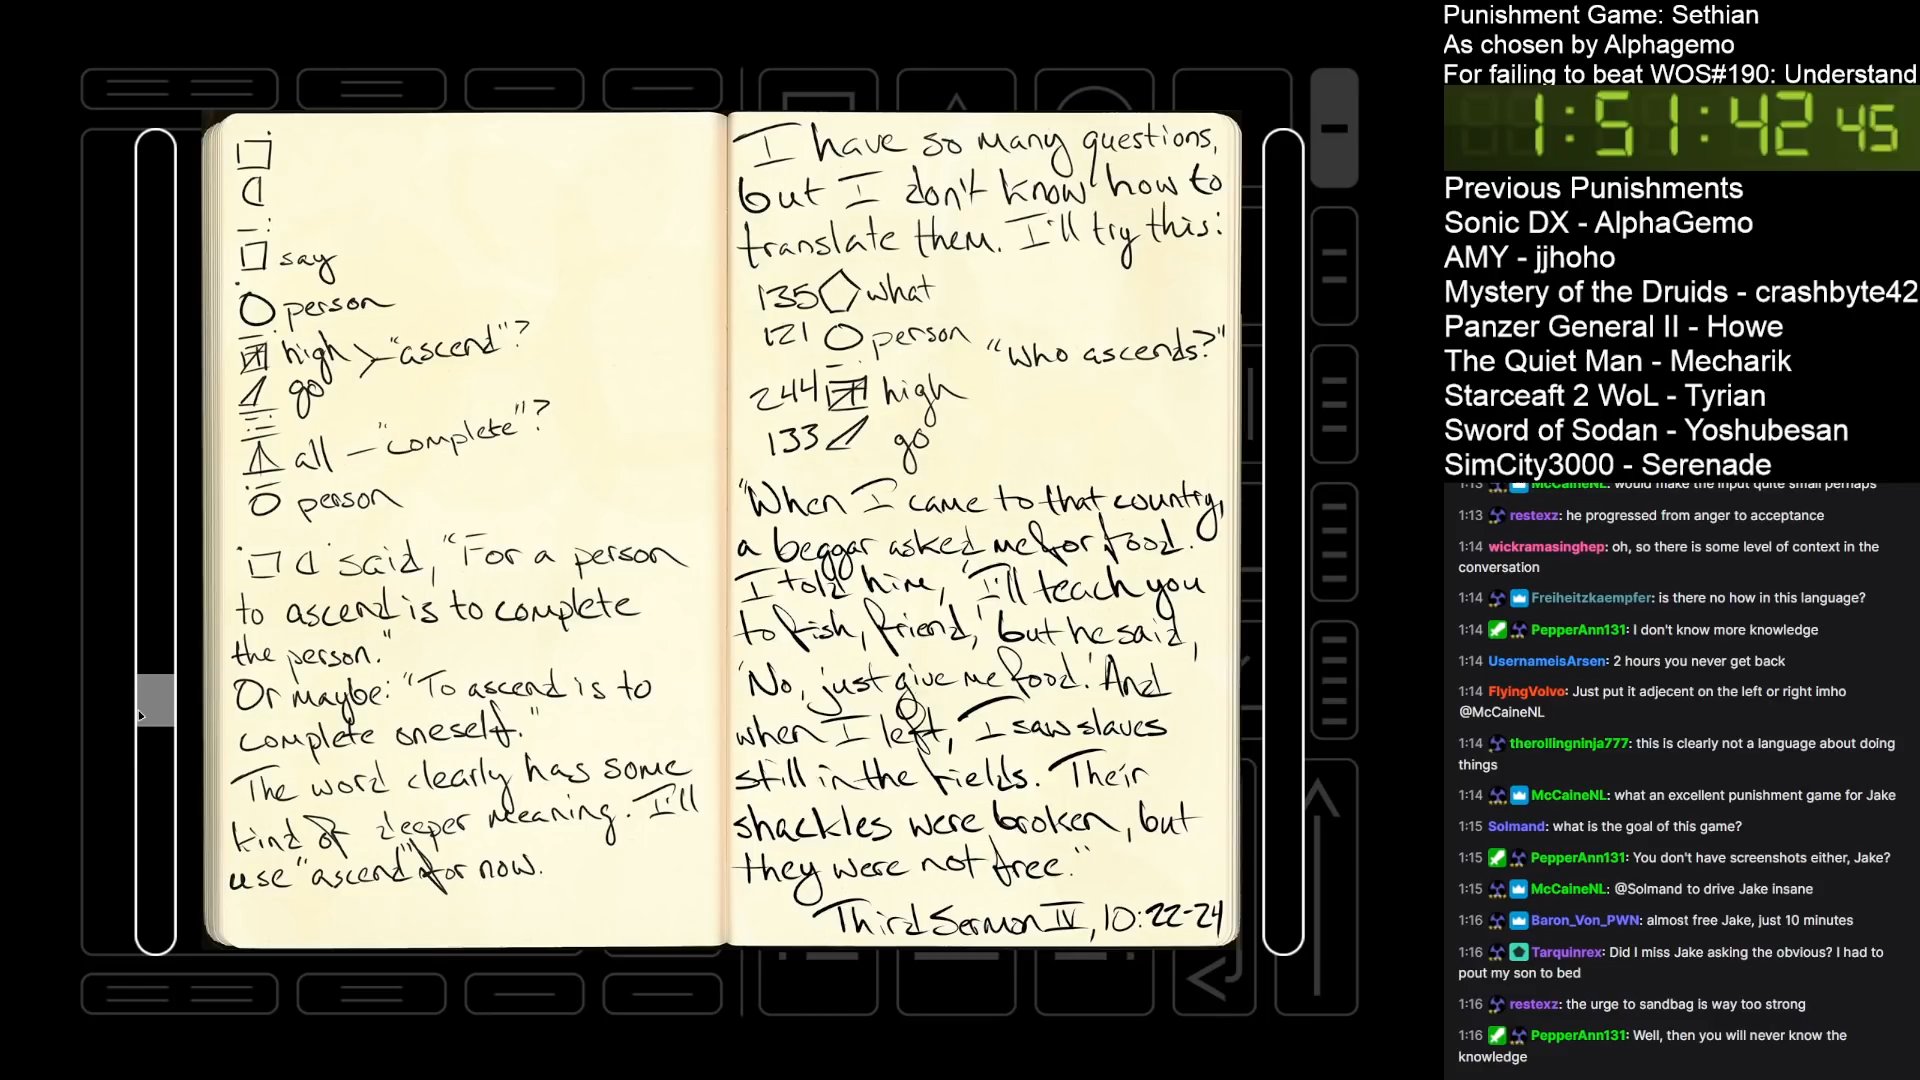 say
person
high "ascend"?
go
all - "complete"?
person
said, "For a person
to ascend is to complete
the person."
Or maybe: "To ascend is to
complete oneself."
The word clearly has some
kind of deeper meaning. I'll
use "ascend" for now.
I have so many questions,
but I don't know how to
translate them. I'll try this:
135 what
121 person "Who ascends?"
244 high
133 go
"When I came to that country,
a beggar asked me for food.
I told him, 'I'll teach you
to fish, friend,' but he said,
'No, just give me food.' And
when I left, I saw slaves
still in the fields. Their
shackles were broken, but
they were not free."
Third Sermon IV, 10:22-24
Punishment Game: Sethian
As chosen by Alphagemo
For failing to beat WOS#190: Understand
1:51:42 45
Previous Punishments
Sonic DX - AlphaGemo
AMY - jjhoho
Mystery of the Druids - crashbyte42
Panzer General II - Howe
The Quiet Man - Mecharik
Starceaft 2 WoL - Tyrian
Sword of Sodan - Yoshubesan
SimCity3000 - Serenade
1:13 McCaineNL: would make the input quite small perhaps
1:13 restexz: he progressed from anger to acceptance
1:14 wickramasinghep: oh, so there is some level of context in the
conversation
1:14 Freiheitzkaempfer: is there no how in this language?
1:14 PepperAnn131: I don't know more knowledge
1:14 UsernameisArsen: 2 hours you never get back
1:14 FlyingVolvo: Just put it adjecent on the left or right imho
@McCaineNL
1:14 therollingninja777: this is clearly not a language about doing
things
1:14 McCaineNL: what an excellent punishment game for Jake
1:15 Solmand: what is the goal of this game?
1:15 PepperAnn131: You don't have screenshots either, Jake?
1:15 McCaineNL: @Solmand to drive Jake insane
1:16 Baron_Von_PWN: almost free Jake, just 10 minutes
1:16 Tarquinrex: Did I miss Jake asking the obvious? I had to
pout my son to bed
1:16 restexz: the urge to sandbag is way too strong
1:16 PepperAnn131: Well, then you will never know the
knowledge